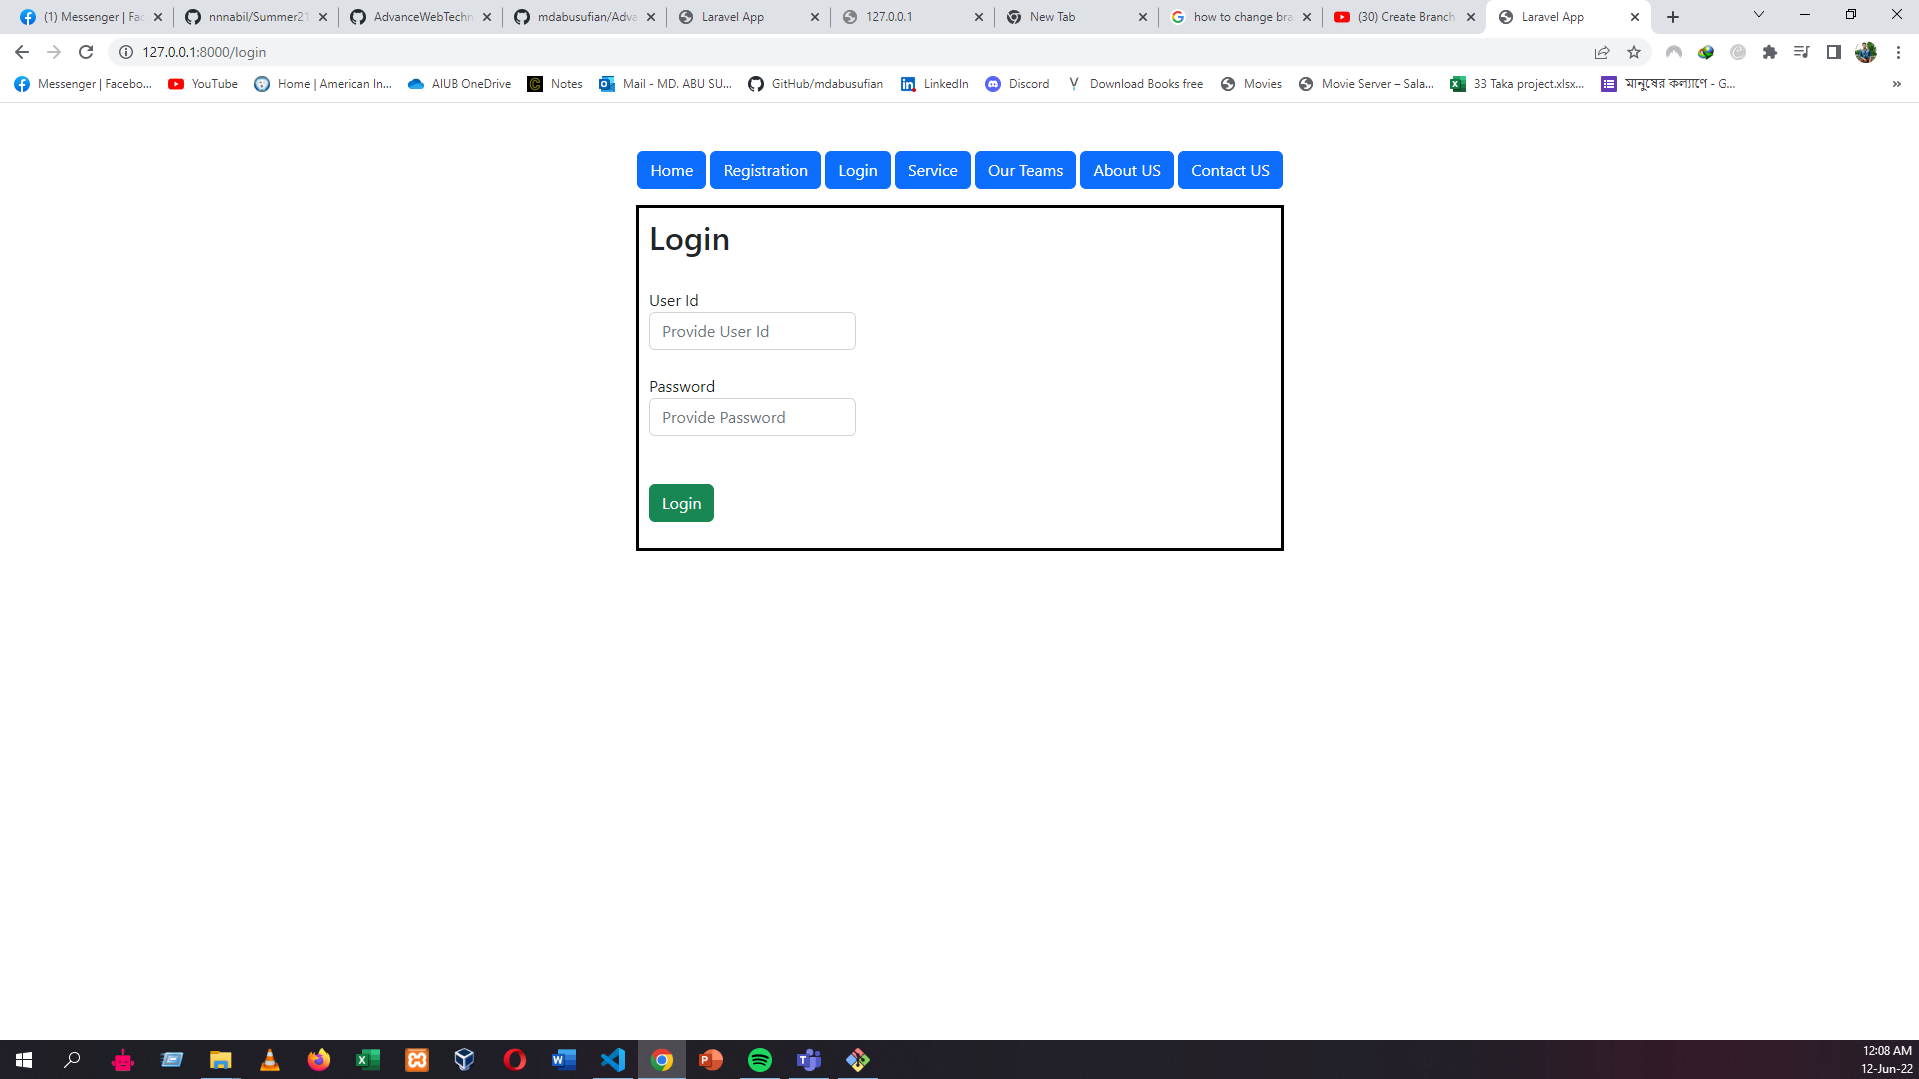 (1) Messenger | Fac
nnnabil/Summer21
AdvanceWebTechn
mdabusufian/Adva
Laravel App
127.0.0.1
New Tab
how to change bra
(30) Create Branch
Laravel App
127.0.0.1:8000/login
Messenger | Facebo...
YouTube
Home | American In...
AIUB OneDrive
Notes
Mail - MD. ABU SU...
GitHub/mdabusufian
LinkedIn
Discord
Download Books free
Movies
Movie Server – Sala...
33 Taka project.xlsx...
মানুষের কল্যাণে - G...
Home
Registration
Login
Service
Our Teams
About US
Contact US
Login
User Id
Provide User Id
Password
Provide Password
Login
12:08 AM
12-Jun-22